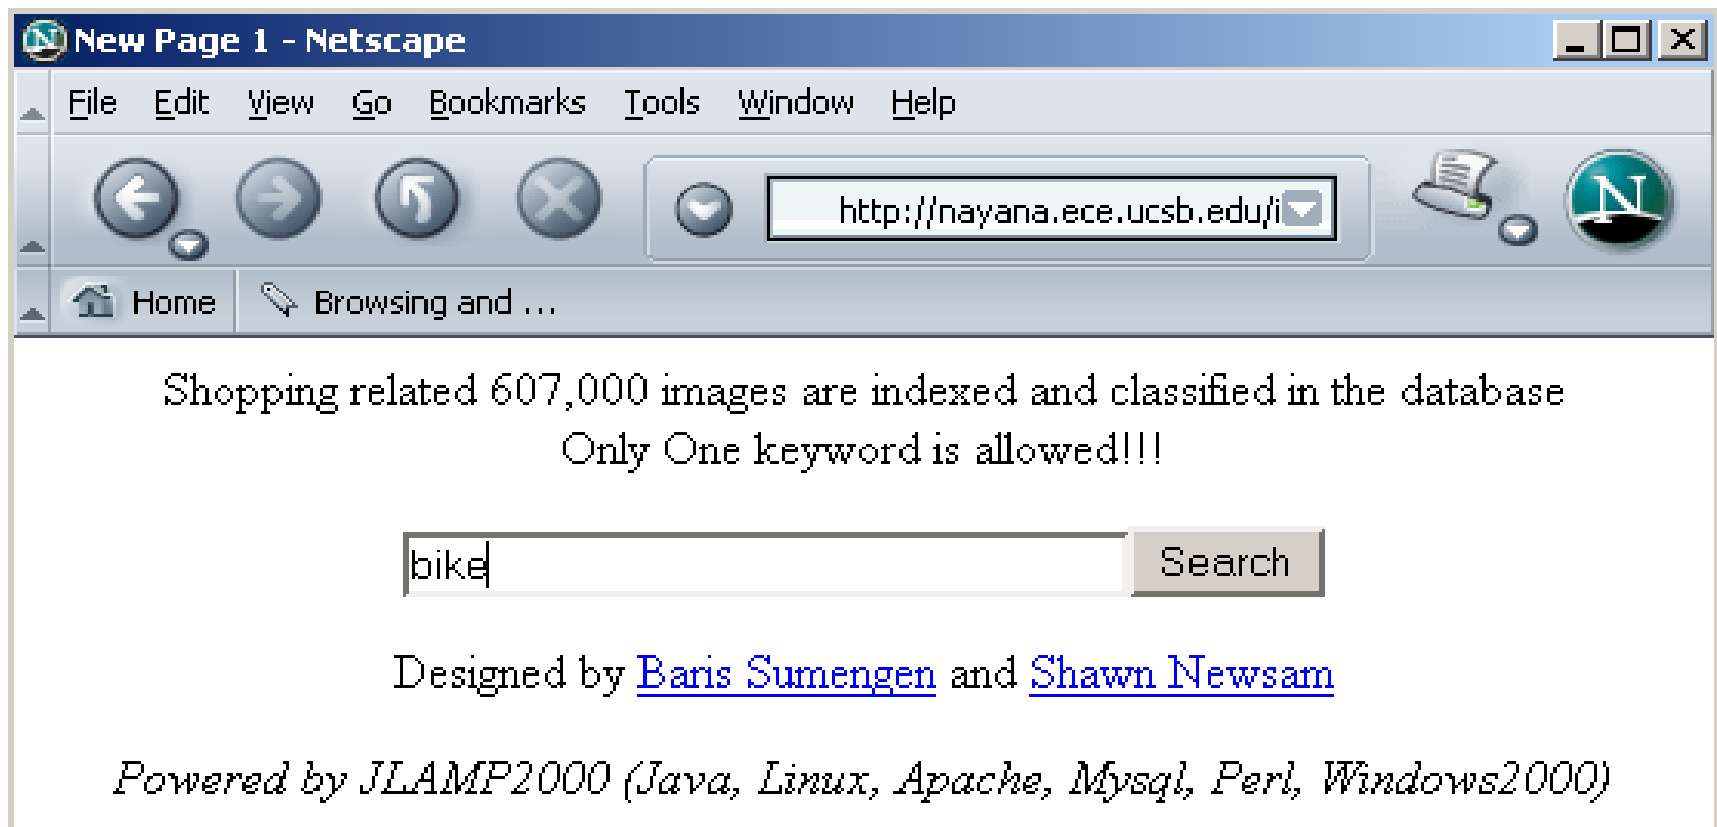 New Page 1 - Netscape
File Edit View Go Bookmarks Tools Window Help
http://nayana.ece.ucsb.edu/i
N
Home Browsing and ...
Shopping related 607,000 images are indexed and classified in the database
Only One keyword is allowed!!!
bike Search
Designed by Baris Sumengen and Shawn Newsam
Powered by JLAMP2000 (Java, Linux, Apache, Mysql, Perl, Windows2000)